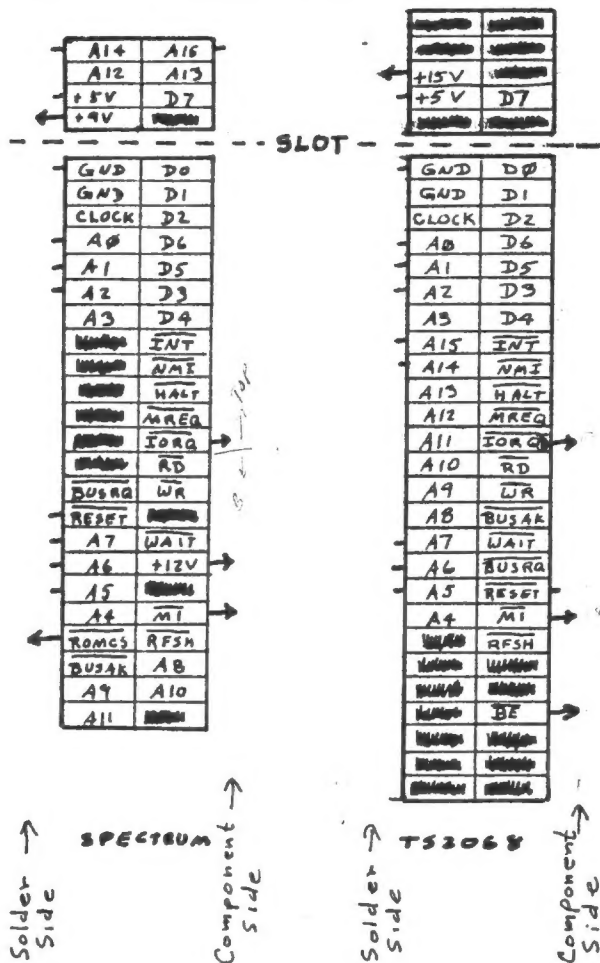 A14 A15
A12 A13
+5V D7
+9V
SLOT
GND D0
GND D1
CLOCK D2
AØ D6
A1 D5
A2 D3
A3 D4
INT
NMI
HALT
MREQ
IORQ
RD
BUSRQ WR
RESET
A7 WAIT
A6 +12V
A5
A4 M1
ROMCS RFSH
BUSAK A8
A9 A10
A11
Solder Side →
SPECTRUM
Component Side →
+15V
+5V D7
GND DØ
GND D1
CLOCK D2
AØ D6
A1 D5
A2 D3
A3 D4
A15 INT
A14 NMI
A13 HALT
A12 MREQ
A11 IORQ
A10 RD
A9 WR
A8 BUSAK
A7 WAIT
A6 BUSRQ
A5 RESET
A4 M1
RFSH
BE
Solder Side →
TS2068
Component Side →